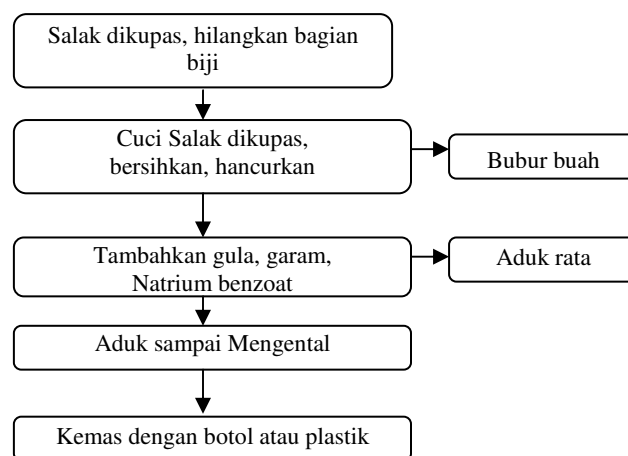 Salak dikupas, hilangkan bagian
biji
Cuci Salak dikupas,
bersihkan, hancurkan
Bubur buah
Tambahkan gula, garam,
Natrium benzoat
Aduk rata
Aduk sampai Mengental
Kemas dengan botol atau plastik